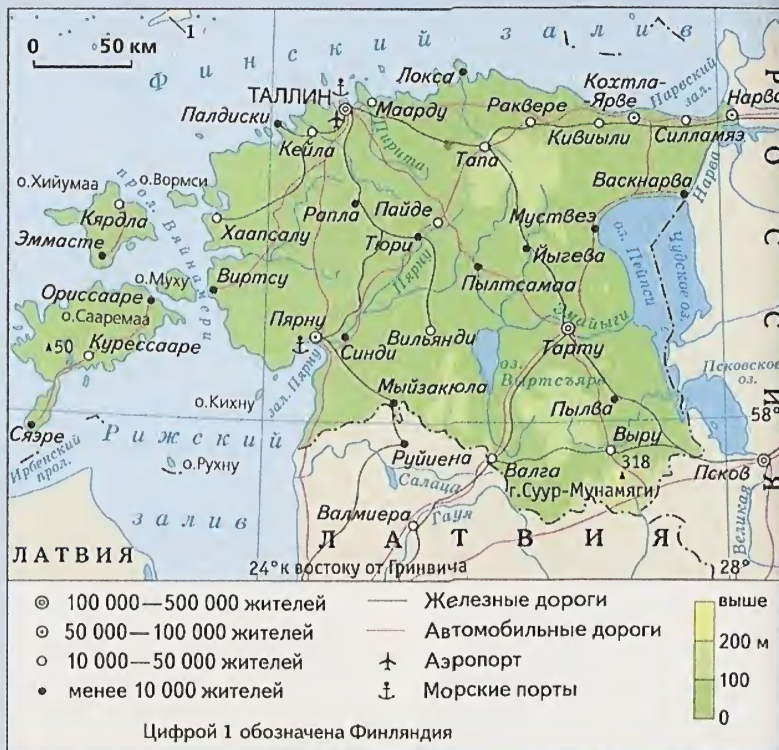 1
0 50 км
Финский залив
Локса
ТАЛЛИН
Маарду
Раквере
Кохтла-
Ярве
Нарвский
зал.
Нарва
Палдиски
Кейла
Пирита
Тапа
Кивиыли
Силламяэ
Нарва
РОССИЯ
о.Хийумаа
о.Вормси
прол. Вяйнамери
Васкнарва
Кярдла
Хаапсалу
Рапла
Пайде
Муствеэ
Эммасте
Тюри
Йыгева
оз. Пейпси
Чудское оз.
о.Муху
Виртсу
Пярну
Пылтсамаа
Ориссааре
о.Сааремаа
Эмайыги
50
Курессааре
Пярну
Синди
Вильянди
Тарту
оз.
Выртсъярв
Псковское
оз.
зал. Пярну
Мыйзакюла
о.Кихну
Пылва
58°
Сяэре
Рижский
залив
Ирбенский
прол.
о.Рухну
Руйиена
Салаца
Валга
Выру
318
г.Суур-Мунамяги
Псков
Великая
Валмиера
Гауя
ЛАТВИЯ
ЛАТВИЯ
24° к востоку от Гринвича
28°
100 000—500 000 жителей
50 000—100 000 жителей
10 000—50 000 жителей
менее 10 000 жителей
Железные дороги
Автомобильные дороги
Аэропорт
Морские порты
выше
200 м
100
0
Цифрой 1 обозначена Финляндия